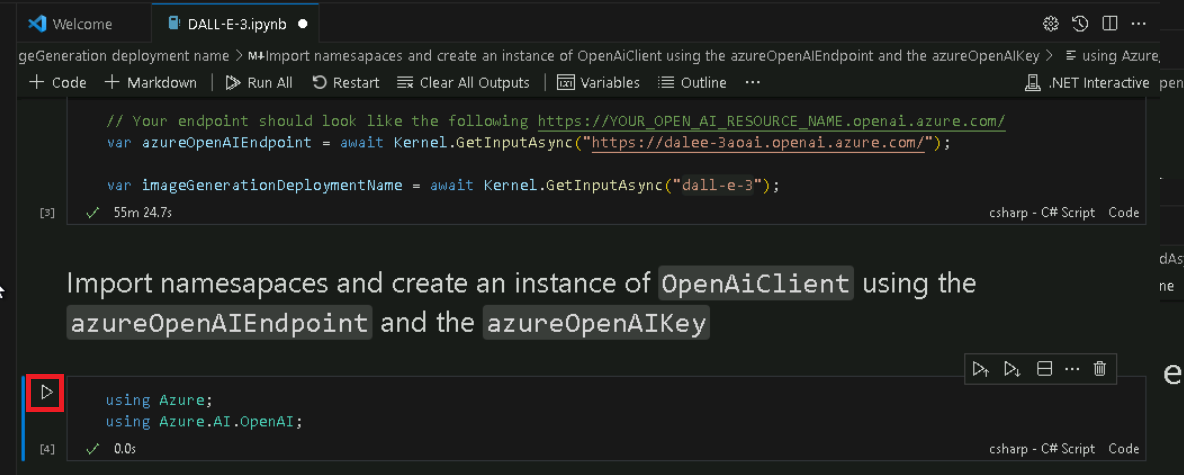 Welcome
DALL-E-3.ipynb
geGeneration deployment name > M↓Import namesapaces and create an instance of OpenAiClient using the azureOpenAIEndpoint and the azureOpenAIKey > using Azure
+ Code + Markdown | Run All Restart Clear All Outputs | Variables Outline ... .NET Interactive
// Your endpoint should look like the following https://YOUR_OPEN_AI_RESOURCE_NAME.openai.azure.com/
var azureOpenAIEndpoint = await Kernel.GetInputAsync("https://dalee-3aoai.openai.azure.com/");
var imageGenerationDeploymentName = await Kernel.GetInputAsync("dall-e-3");
[3] ✓ 55m 24.7s csharp - C# Script Code
Import namesapaces and create an instance of OpenAiClient using the
azureOpenAIEndpoint and the azureOpenAIKey
using Azure;
using Azure.AI.OpenAI;
[4] ✓ 0.0s csharp - C# Script Code